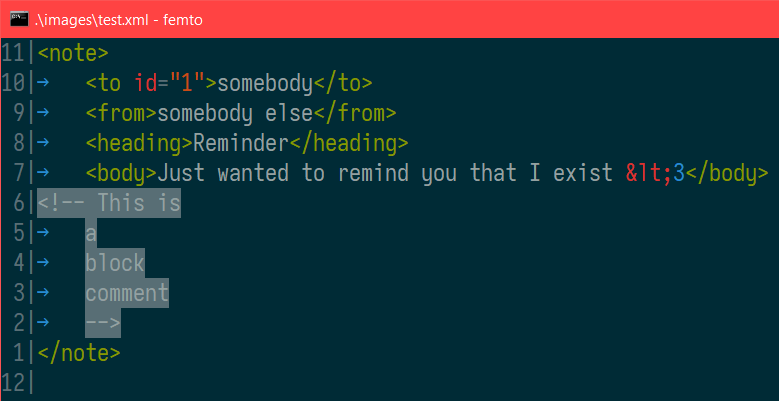 .\images\test.xml - femto
11|<note>
10|→   <to id="1">somebody</to>
9|→   <from>somebody else</from>
8|→   <heading>Reminder</heading>
7|→   <body>Just wanted to remind you that I exist &lt;3</body>
6|<!-- This is
5|→   a
4|→   block
3|→   comment
2|→   -->
1|</note>
12|